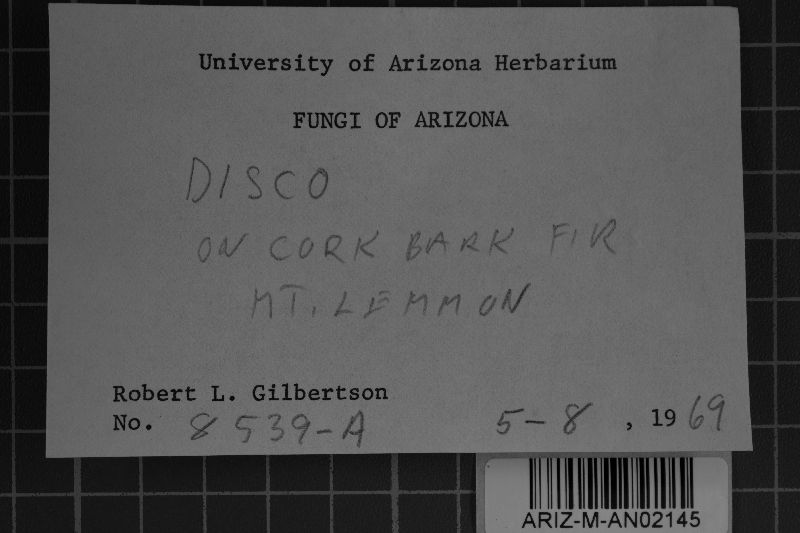 University of Arizona Herbarium
FUNGI OF ARIZONA
DISCO
ON CORK BARK FIR
MT. LEMMON
Robert L. Gilbertson
No. 8539-A 5-8, 1969
ARIZ-M-AN02145